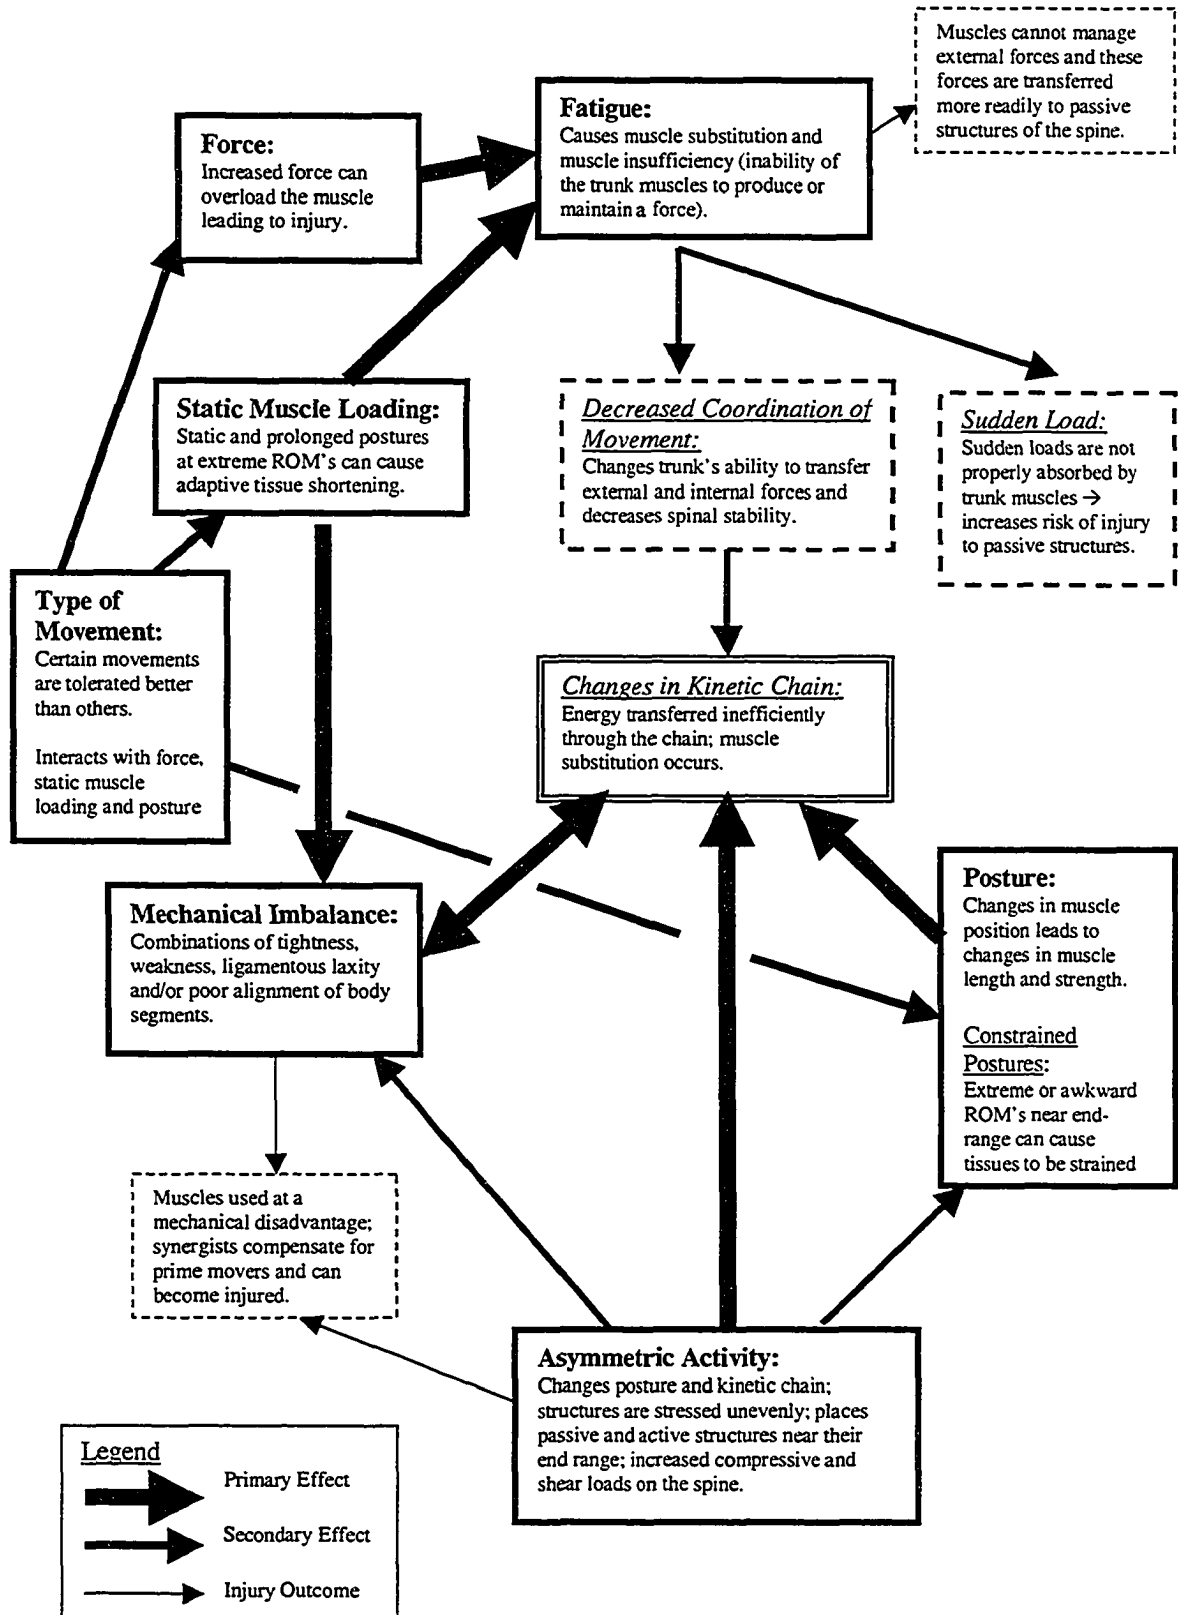 Muscles cannot manage
external forces and these
forces are transferred
more readily to passive
structures of the spine.
Fatigue:
Causes muscle substitution and
muscle insufficiency (inability of
the trunk muscles to produce or
maintain a force).
Force:
Increased force can
overload the muscle
leading to injury.
Static Muscle Loading:
Static and prolonged postures
at extreme ROM's can cause
adaptive tissue shortening.
Decreased Coordination of
Movement:
Changes trunk's ability to transfer
external and internal forces and
decreases spinal stability.
Sudden Load:
Sudden loads are not
properly absorbed by
trunk muscles →
increases risk of injury
to passive structures.
Type of
Movement:
Certain movements
are tolerated better
than others.
Interacts with force,
static muscle
loading and posture
Changes in Kinetic Chain:
Energy transferred inefficiently
through the chain; muscle
substitution occurs.
Mechanical Imbalance:
Combinations of tightness,
weakness, ligamentous laxity
and/or poor alignment of body
segments.
Posture:
Changes in muscle
position leads to
changes in muscle
length and strength.
Constrained
Postures:
Extreme or awkward
ROM's near end-
range can cause
tissues to be strained
Muscles used at a
mechanical disadvantage;
synergists compensate for
prime movers and can
become injured.
Asymmetric Activity:
Changes posture and kinetic chain;
structures are stressed unevenly; places
passive and active structures near their
end range; increased compressive and
shear loads on the spine.
Legend
Primary Effect
Secondary Effect
Injury Outcome